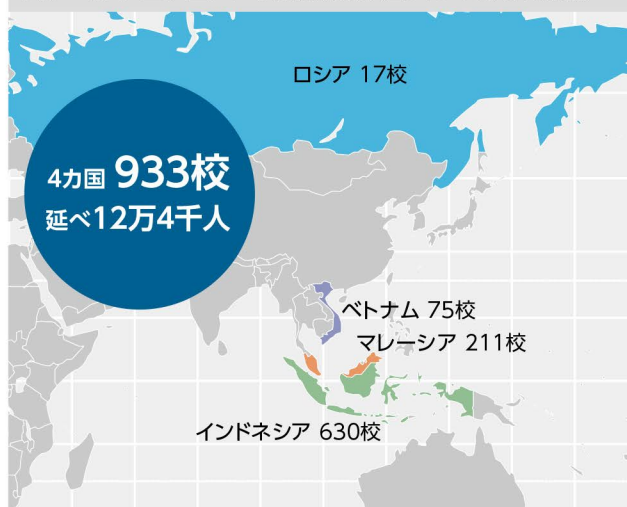 ロシア 17校
4カ国 933校
延べ12万4千人
ベトナム 75校
マレーシア 211校
インドネシア 630校